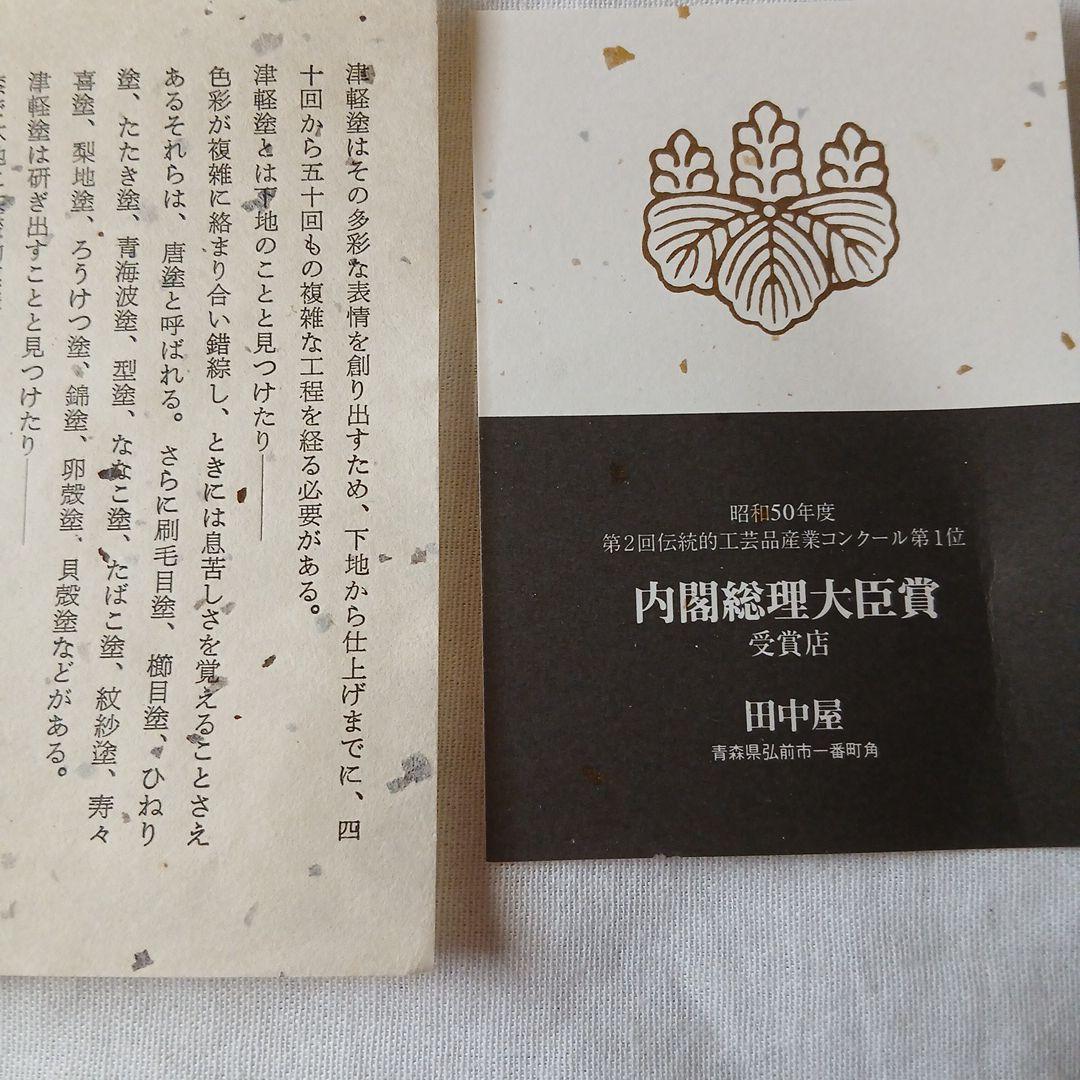 津軽塗はその多彩な表情を創り出すため、下地から仕上げまでに、四
十回から五十回もの複雑な工程を経る必要がある。
津軽塗とは下地のことと見つけたり──
色彩が複雑に絡まり合い錯綜し、ときには息苦しさを覚えることさえ
あるそれらは、唐塗と呼ばれる。さらに刷毛目塗、櫛目塗、ひねり
塗、たたき塗、青海波塗、型塗、ななこ塗、たばこ塗、紋紗塗、寿々
喜塗、梨地塗、ろうけつ塗、錦塗、卵殻塗、貝殻塗などがある。
津軽塗は研ぎ出すことと見つけたり──
昭和50年度
第2回伝統的工芸品産業コンクール第1位
内閣総理大臣賞
受賞店
田中屋
青森県弘前市一番町角